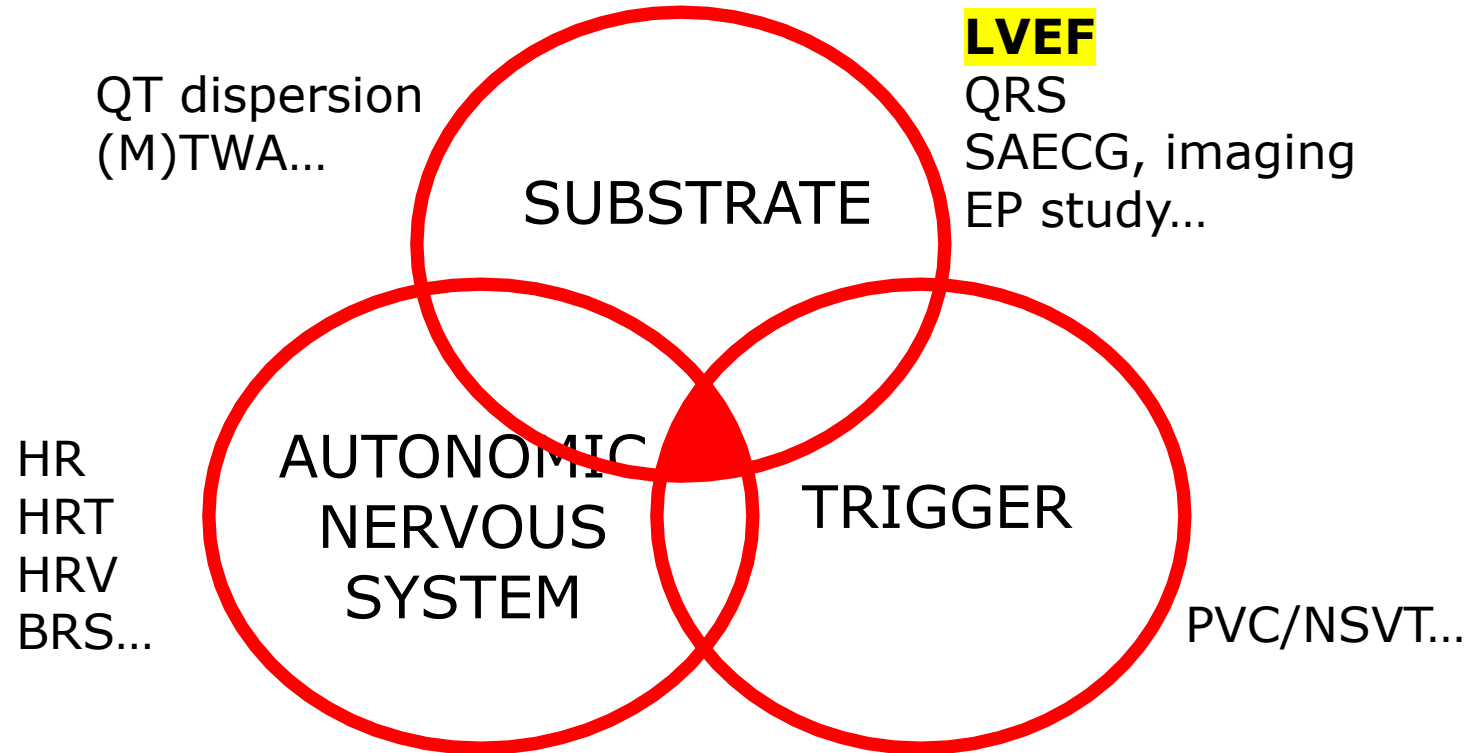 QT dispersion
(M)TWA...
LVEF
QRS
SAECG, imaging
EP study...
SUBSTRATE
HR
HRT
HRV
BRS...
AUTONOMIC
NERVOUS
SYSTEM
TRIGGER
PVC/NSVT...